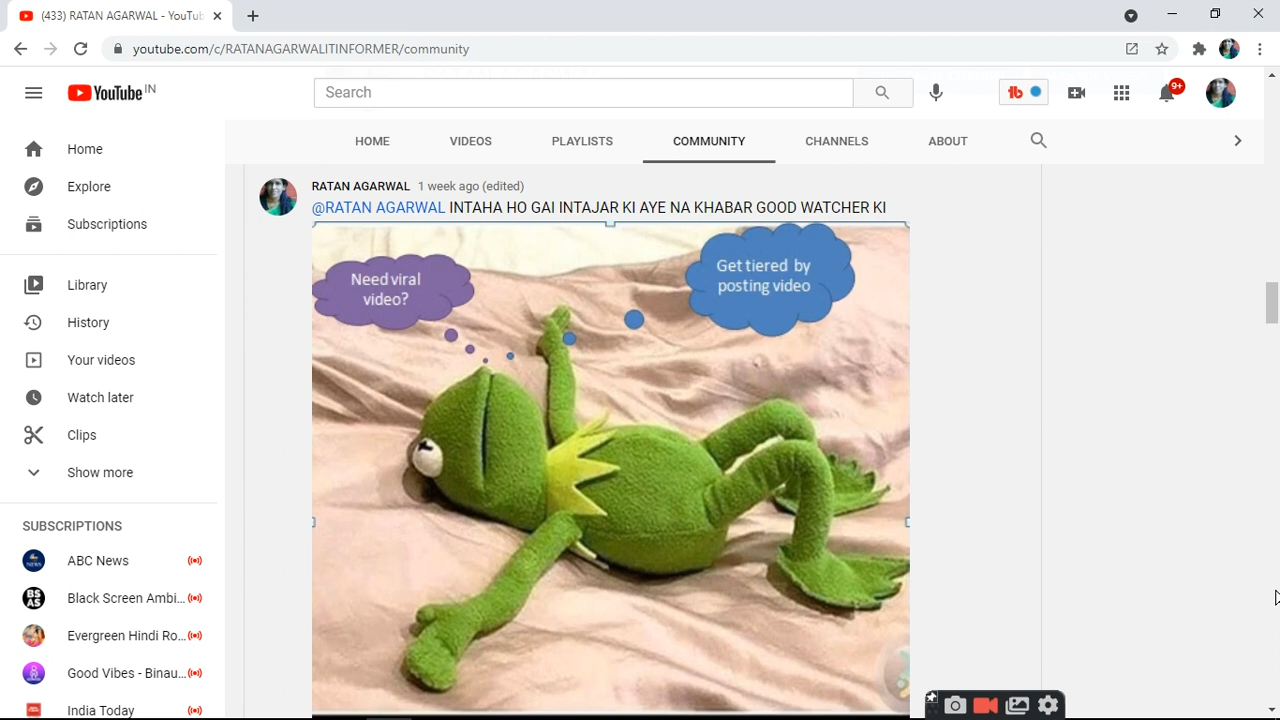 (433) RATAN AGARWAL - YouTub
youtube.com/c/RATANAGARWALITINFORMER/community
YouTube IN
Search
9+
HOME
VIDEOS
PLAYLISTS
COMMUNITY
CHANNELS
ABOUT
Home
Explore
Subscriptions
Library
History
Your videos
Watch later
Clips
Show more
SUBSCRIPTIONS
ABC News
Black Screen Ambi...
Evergreen Hindi Ro...
Good Vibes - Binau...
India Today
RATAN AGARWAL 1 week ago (edited)
@RATAN AGARWAL INTAHA HO GAI INTAJAR KI AYE NA KHABAR GOOD WATCHER KI
Need viral
video?
Get tiered by
posting video